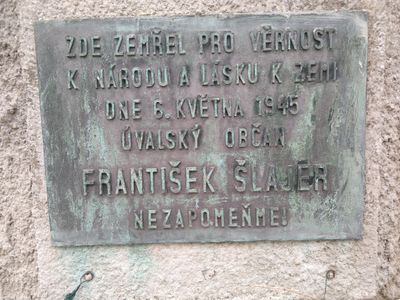 ZDE ZEMŘEL PRO VĚRNOST
K NÁRODU A LÁSKU K ZEMI
DNE 6. KVĚTNA 1945
ÚVALSKÝ OBČAN
FRANTIŠEK ŠLAJER
NEZAPOMEŇME!